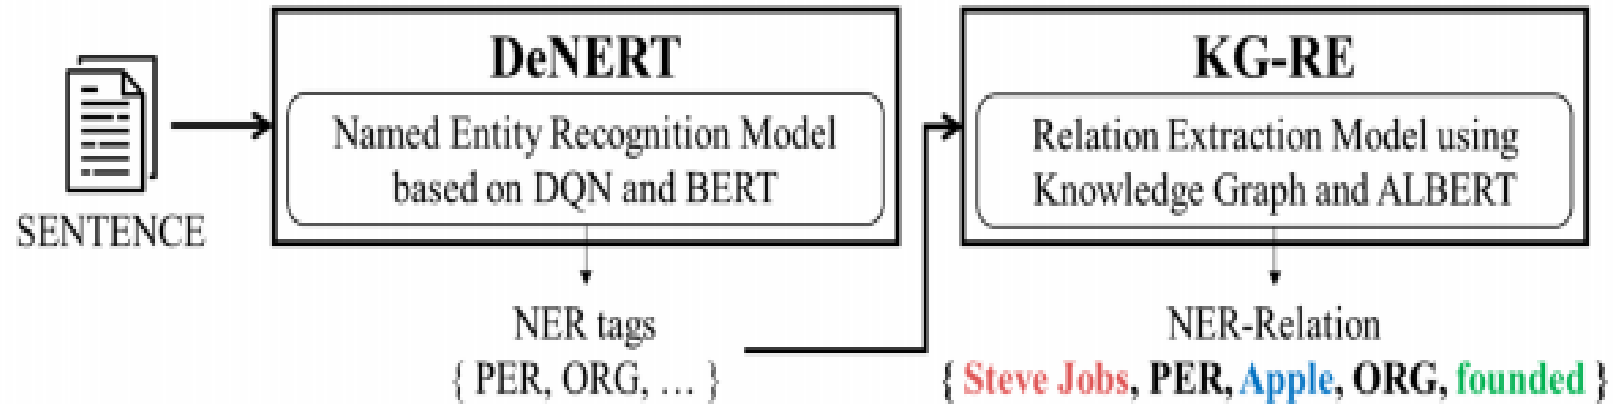 SENTENCE
DeNERT
Named Entity Recognition Model
based on DQN and BERT
NER tags
{ PER, ORG, ... }
KG-RE
Relation Extraction Model using
Knowledge Graph and ALBERT
NER-Relation
{ Steve Jobs, PER, Apple, ORG, founded }